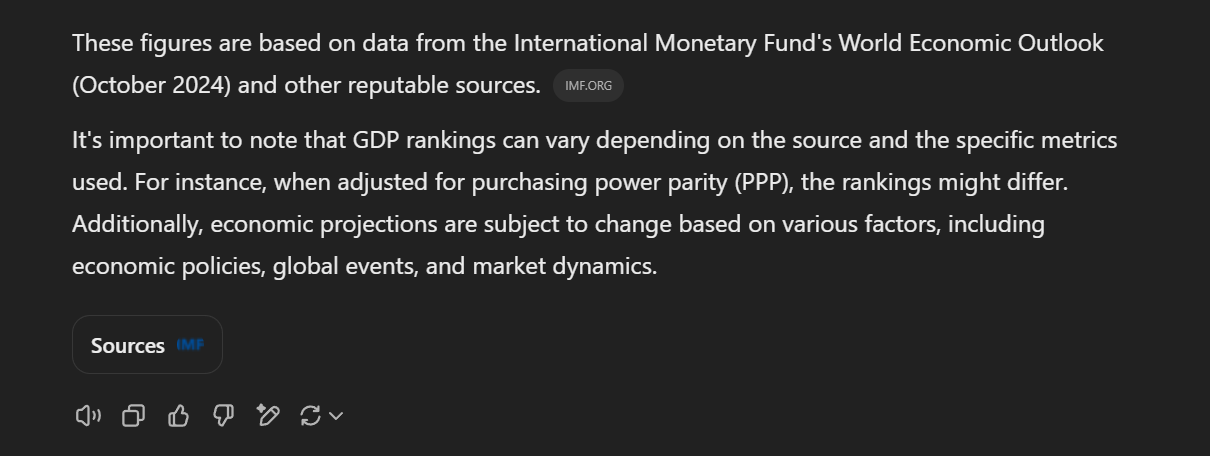 These figures are based on data from the International Monetary Fund's World Economic Outlook
(October 2024) and other reputable sources. IMF.ORG
It's important to note that GDP rankings can vary depending on the source and the specific metrics
used. For instance, when adjusted for purchasing power parity (PPP), the rankings might differ.
Additionally, economic projections are subject to change based on various factors, including
economic policies, global events, and market dynamics.
Sources IMF